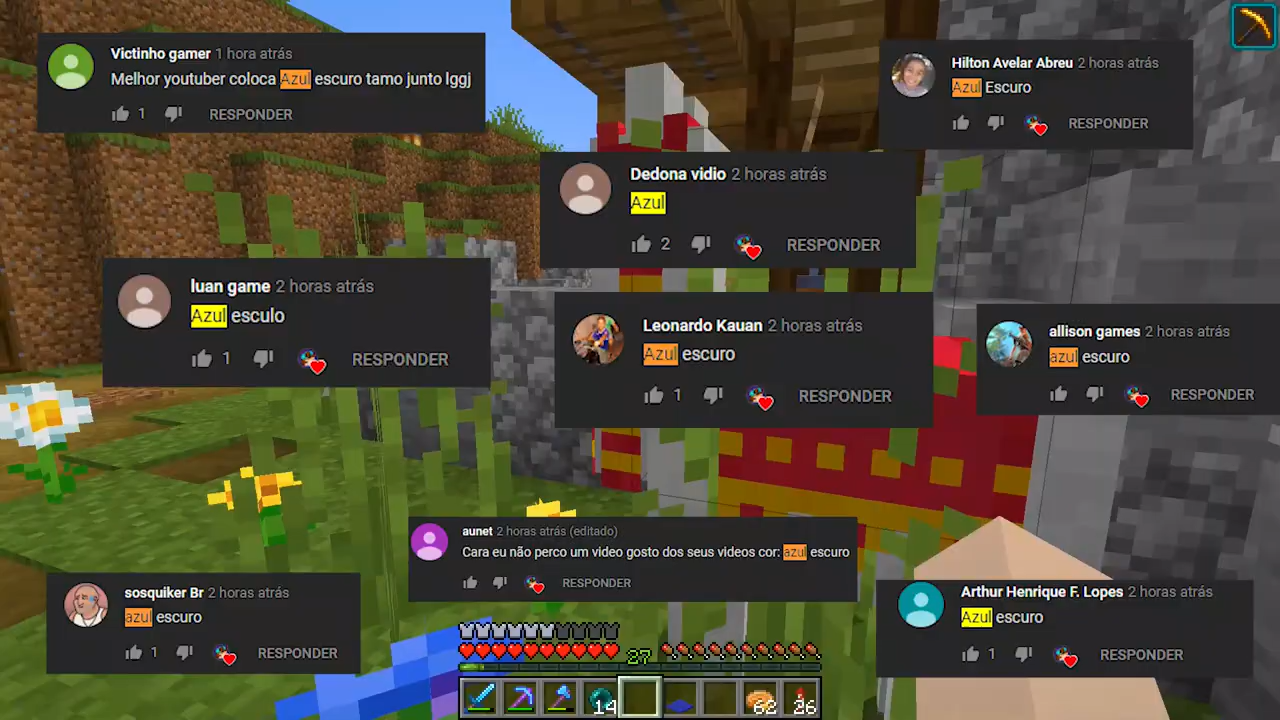 Victinho gamer 1 hora atrás
Melhor youtuber coloca Azul escuro tamo junto lggj
1 RESPONDER
Hilton Avelar Abreu 2 horas atrás
Azul Escuro
RESPONDER
Dedona vidio 2 horas atrás
Azul
2 RESPONDER
luan game 2 horas atrás
Azul esculo
1 RESPONDER
Leonardo Kauan 2 horas atrás
Azul escuro
1 RESPONDER
allison games 2 horas atrás
azul escuro
RESPONDER
aunet 2 horas atrás (editado)
Cara eu não perco um video gosto dos seus videos cor: azul escuro
RESPONDER
sosquiker Br 2 horas atrás
azul escuro
1 RESPONDER
Arthur Henrique F. Lopes 2 horas atrás
Azul escuro
1 RESPONDER
27
14 62 26